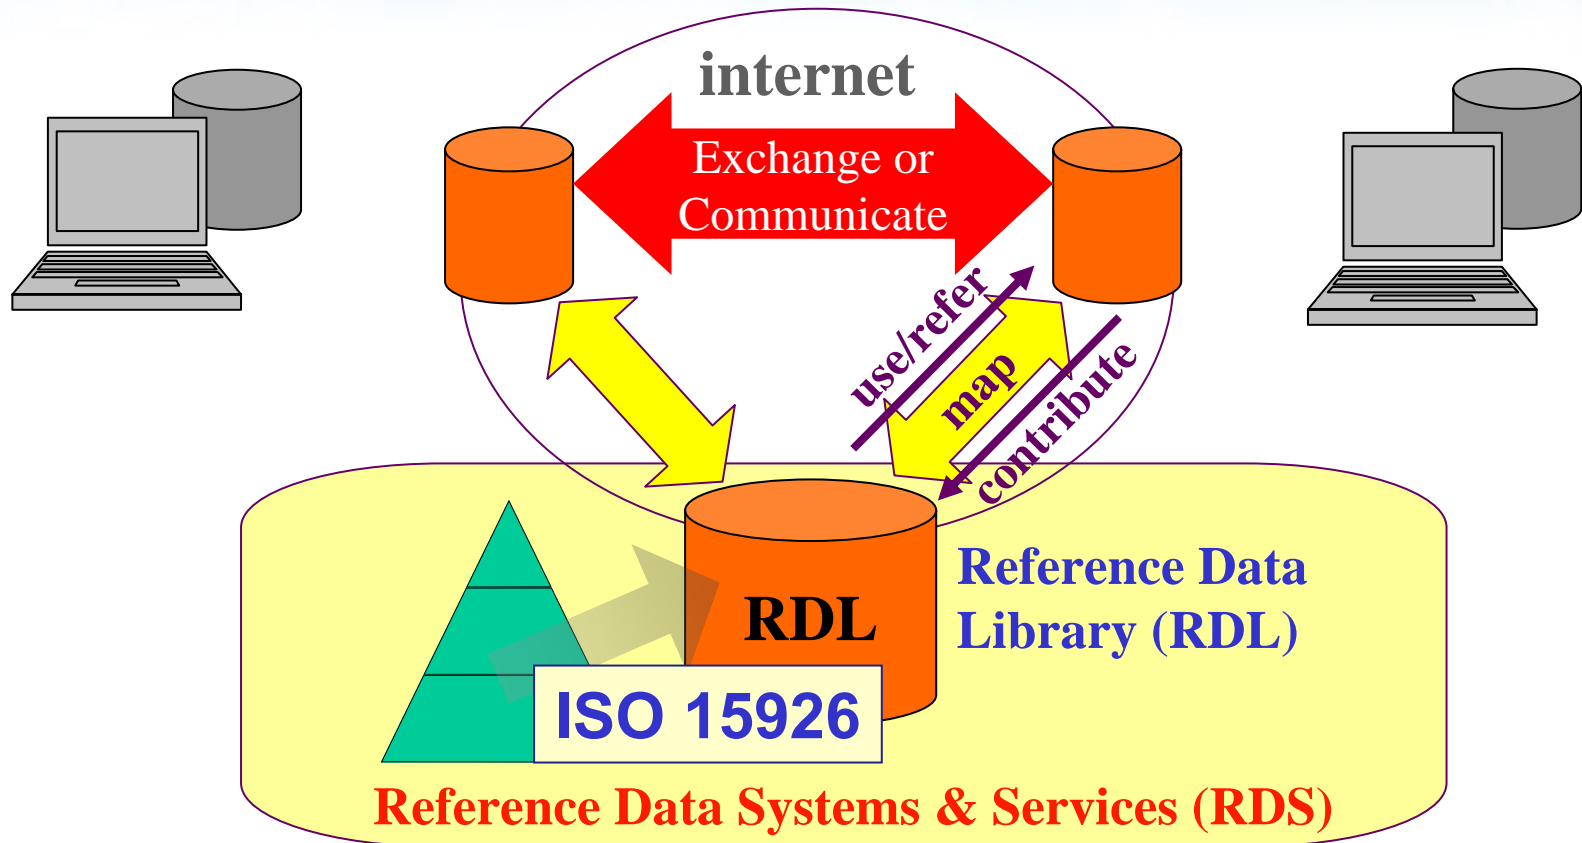 internet
Exchange or
Communicate
use/refer
map
contribute
RDL
Reference Data
Library (RDL)
ISO 15926
Reference Data Systems & Services (RDS)